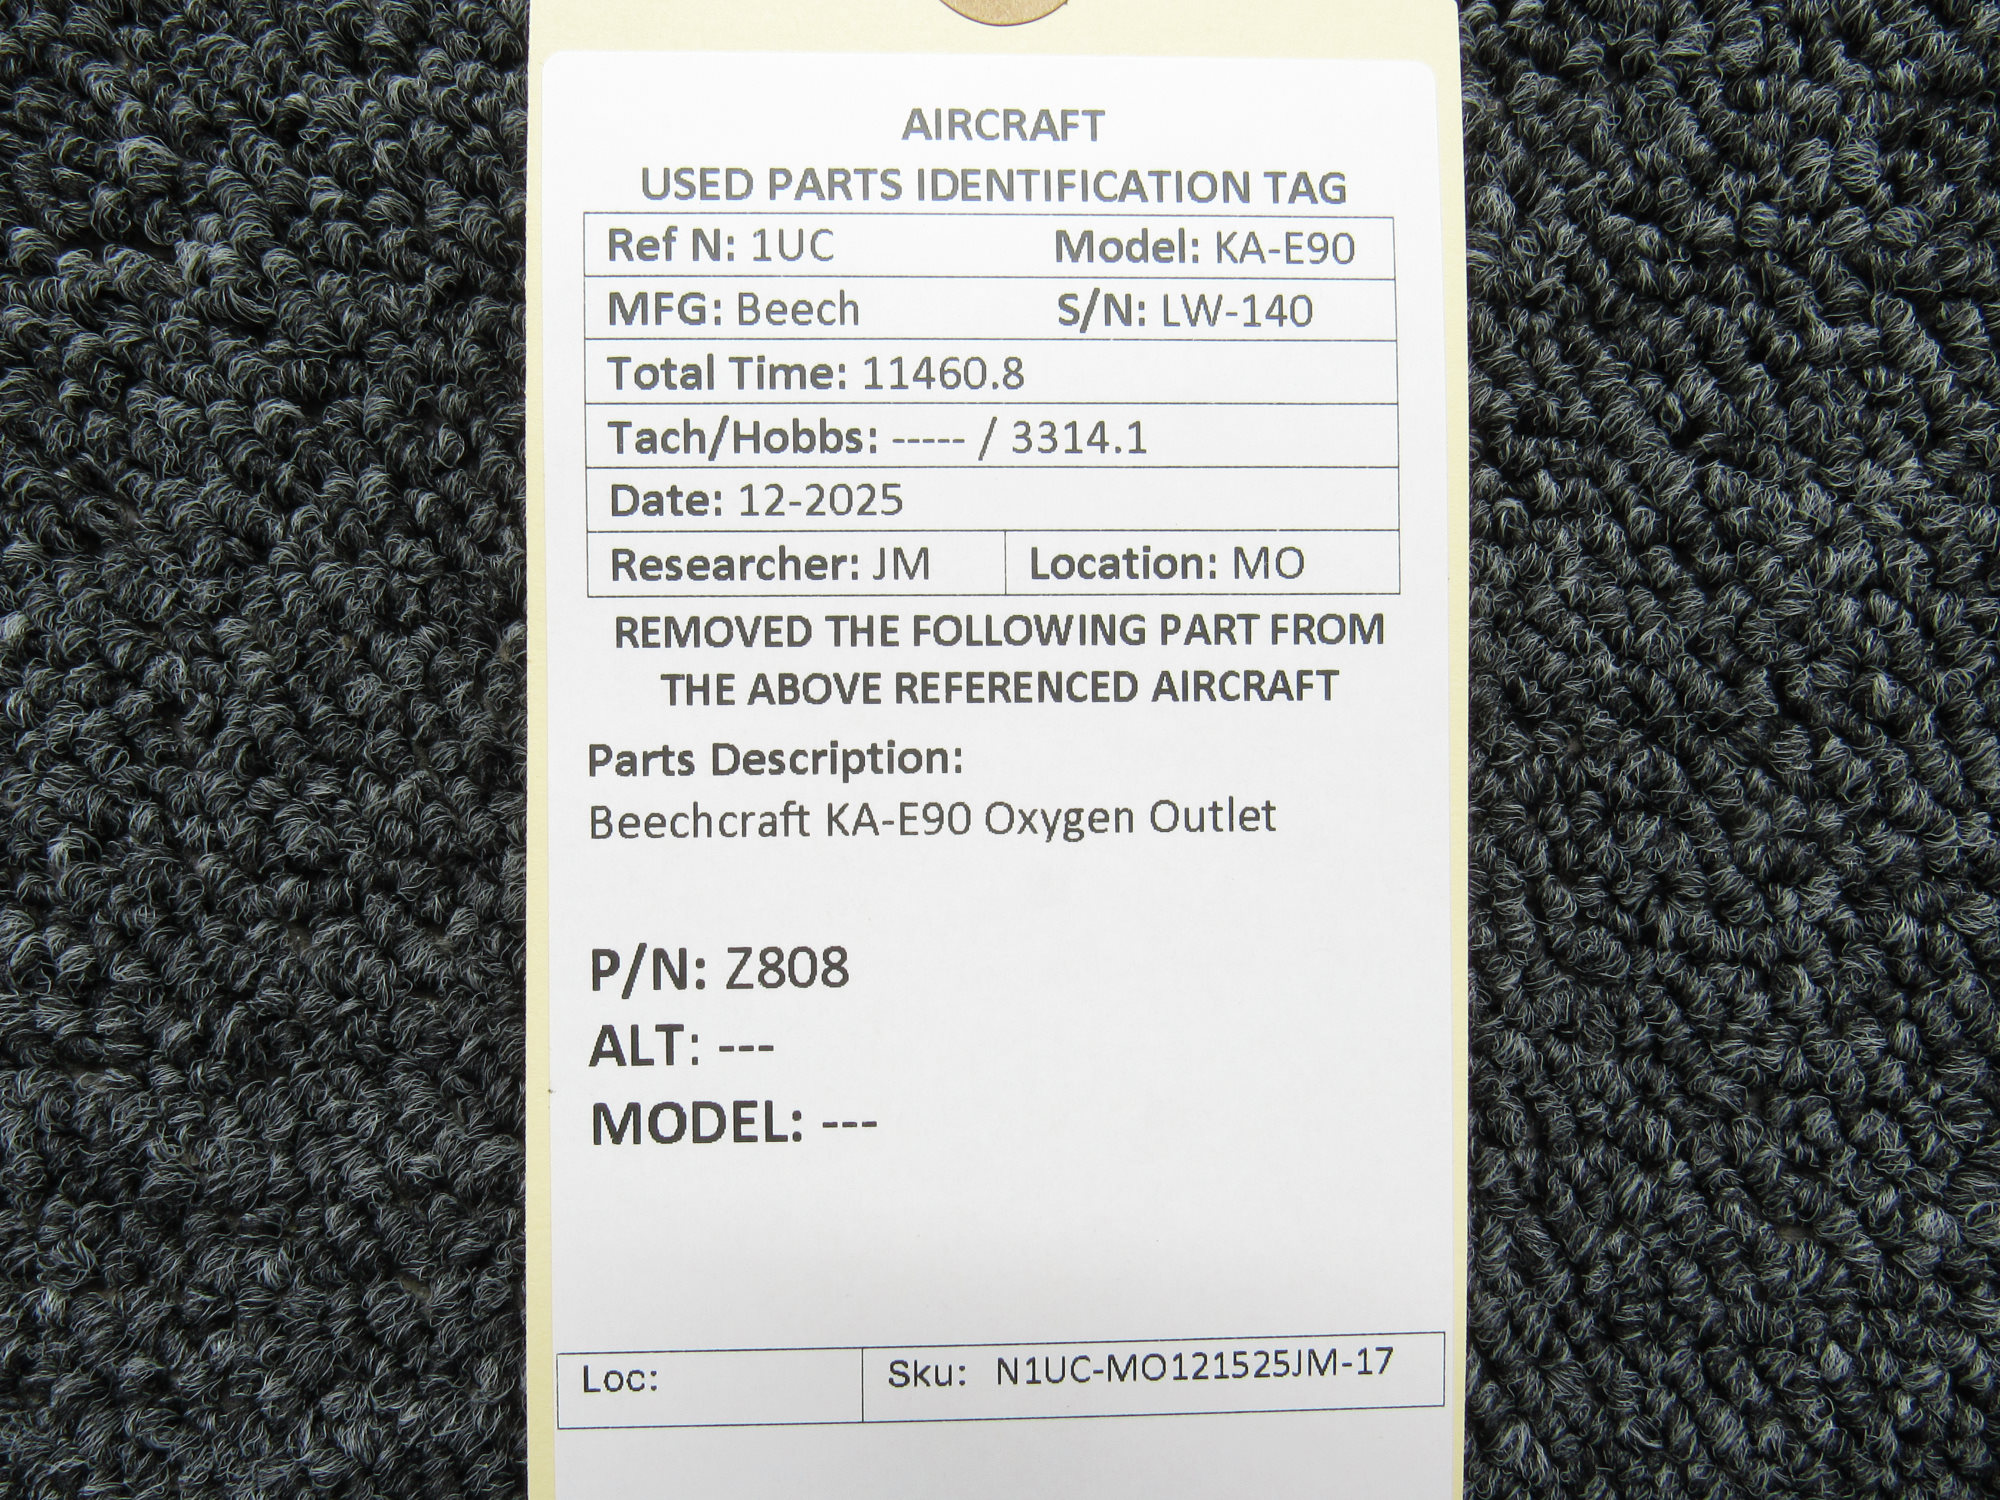 AIRCRAFT
USED PARTS IDENTIFICATION TAG
Ref N: 1UC Model: KA-E90
MFG: Beech S/N: LW-140
Total Time: 11460.8
Tach/Hobbs: ----- / 3314.1
Date: 12-2025
Researcher: JM Location: MO
REMOVED THE FOLLOWING PART FROM
THE ABOVE REFERENCED AIRCRAFT
Parts Description:
Beechcraft KA-E90 Oxygen Outlet
P/N: Z808
ALT: ---
MODEL: ---
Loc: Sku: N1UC-MO121525JM-17